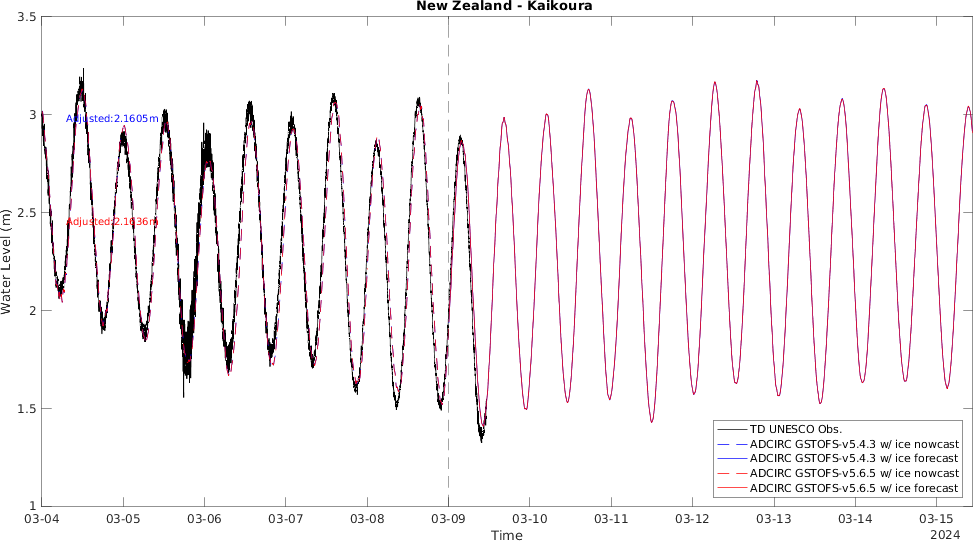 New Zealand - Kaikoura
3.5
3
2.5
2
1.5
1
Water Level (m)
Adjusted:2.1605m
Adjusted:2.1636m
TD UNESCO Obs.
ADCIRC GSTOFS-v5.4.3 w/ ice nowcast
ADCIRC GSTOFS-v5.4.3 w/ ice forecast
ADCIRC GSTOFS-v5.6.5 w/ ice nowcast
ADCIRC GSTOFS-v5.6.5 w/ ice forecast
03-04 03-05 03-06 03-07 03-08 03-09 03-10 03-11 03-12 03-13 03-14 03-15
Time
2024